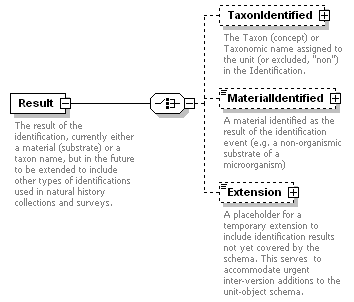 TaxonIdentified
The Taxon (concept) or
Taxonomic name assigned to
the unit (or excluded, "non")
in the Identification.
Result
The result of the
identification, currently either
a material (substrate) or a
taxon name, but in the future
to be extended to include
other types of identifications
used in natural history
collections and surveys.
MaterialIdentified
A material identified as the
result of the identification
event (e.g. a non-organismic
substrate of a
microorganism)
Extension
A placeholder for a
temporary extension to
include identification results
not yet covered by the
schema. This serves to
accommodate urgent
inter-version additions to the
unit-object schema.